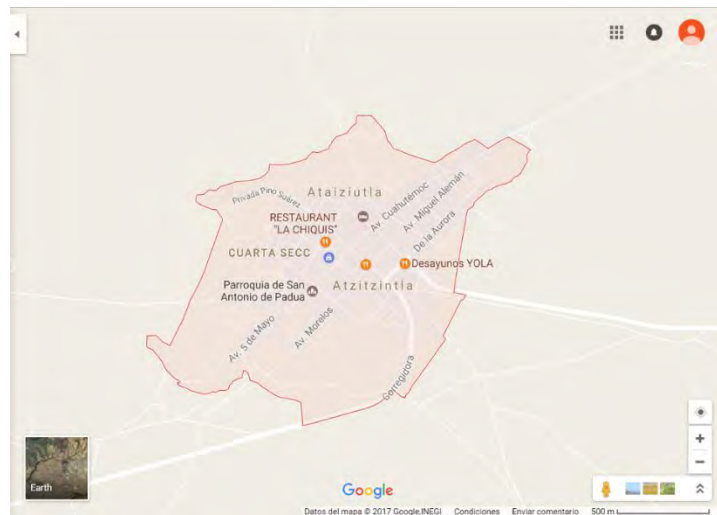 Ataiziutla
Privada Pino Suárez
Av. Cuahutémoc
Av. Miguel Alemán
De la Aurora
RESTAURANT
"LA CHIQUIS"
CUARTA SECC
Desayunos YOLA
Parroquia de San
Antonio de Padua
Atzitzintla
Av. 5 de Mayo
Av. Morelos
Corregidora
Earth
Google
Datos del mapa © 2017 Google,INEGI Condiciones Enviar comentario 500 m